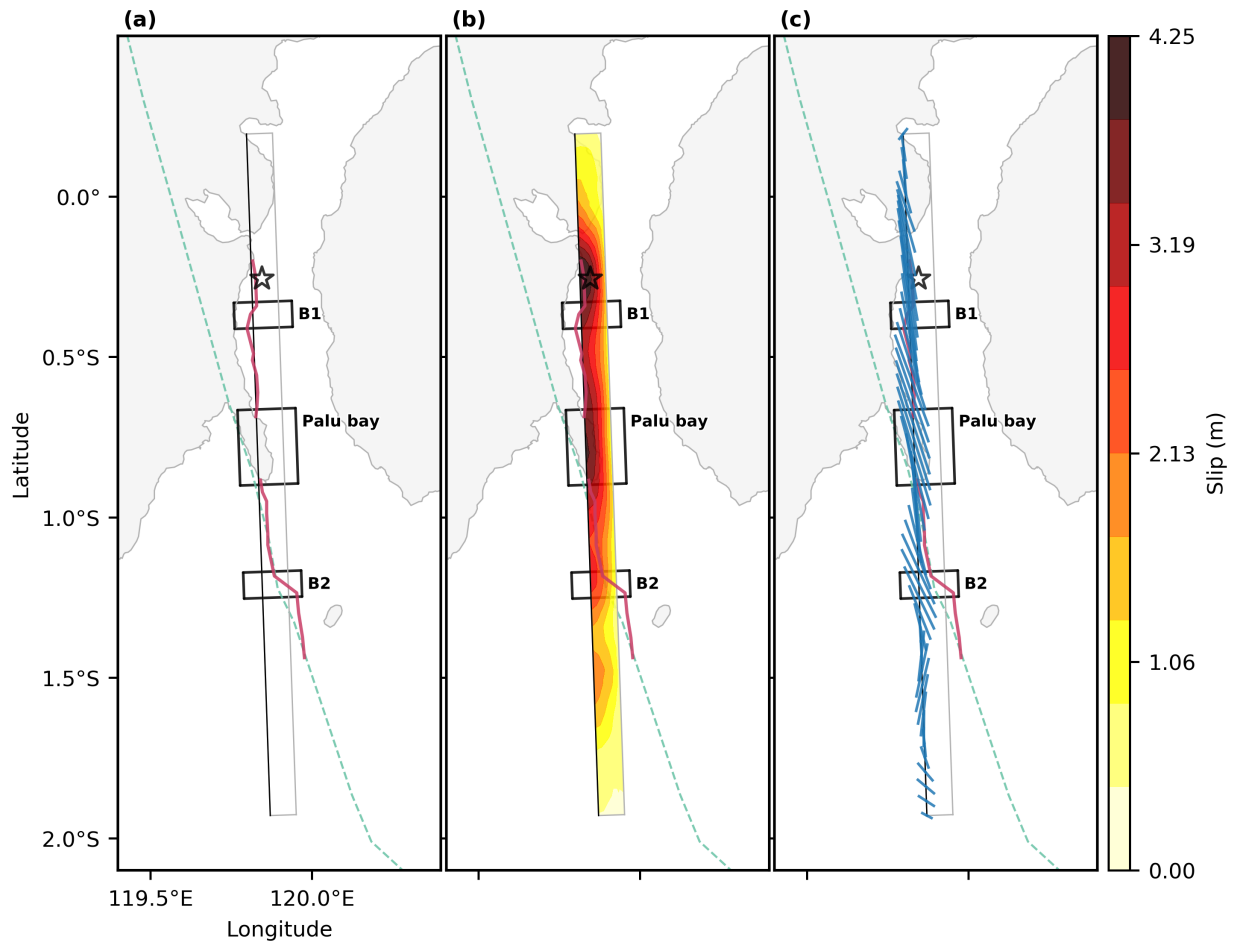 (a)
(b)
(c)
0.0°
0.5°S
1.0°S
1.5°S
2.0°S
Latitude
B1
Palu bay
B2
B1
Palu bay
B2
B1
Palu bay
B2
119.5°E
120.0°E
Longitude
4.25
3.19
2.13
1.06
0.00
Slip (m)